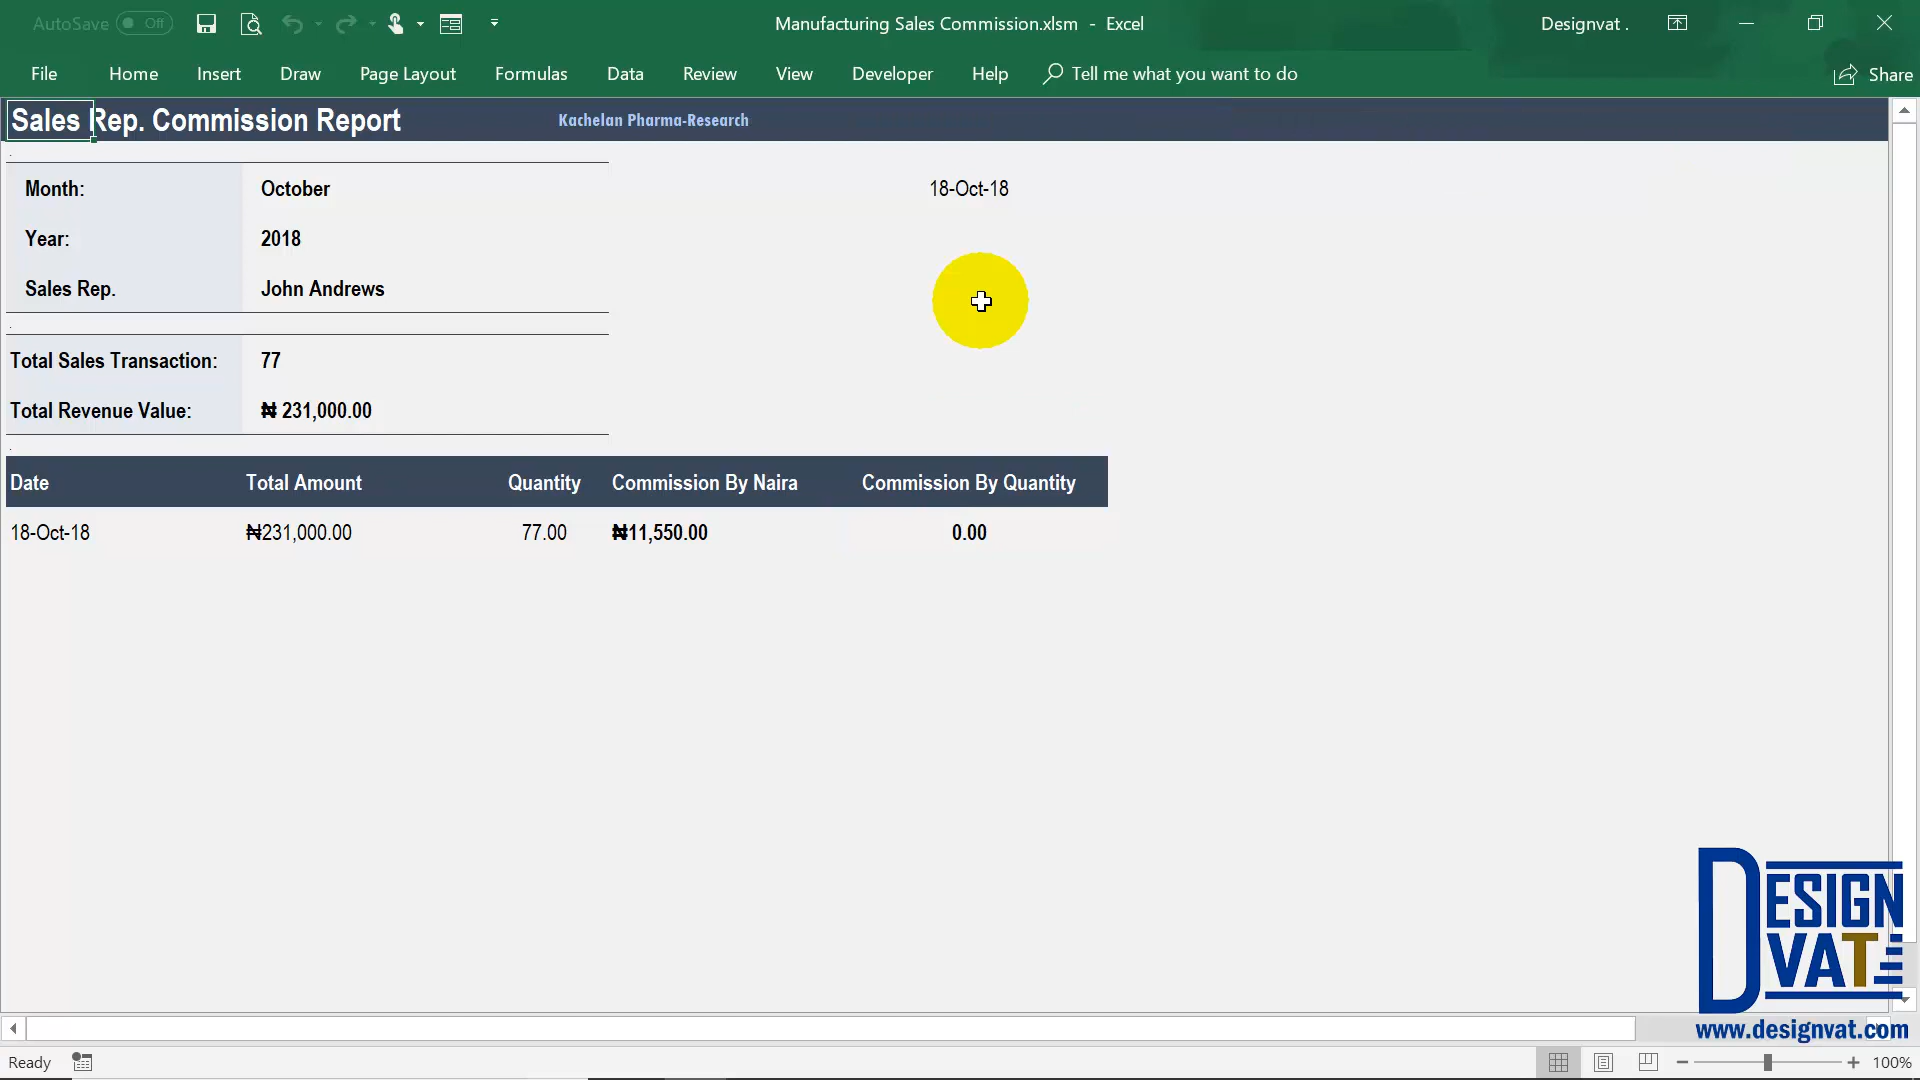 AutoSave Off
Manufacturing Sales Commission.xlsm - Excel
Designvat .
File Home Insert Draw Page Layout Formulas Data Review View Developer Help Tell me what you want to do Share
Sales Rep. Commission Report Kachelan Pharma-Research
Month: October 18-Oct-18
Year: 2018
Sales Rep. John Andrews
Total Sales Transaction: 77
Total Revenue Value: ₦ 231,000.00
Date Total Amount Quantity Commission By Naira Commission By Quantity
18-Oct-18 ₦231,000.00 77.00 ₦11,550.00 0.00
DESIGN
VAT
www.designvat.com
Ready 100%